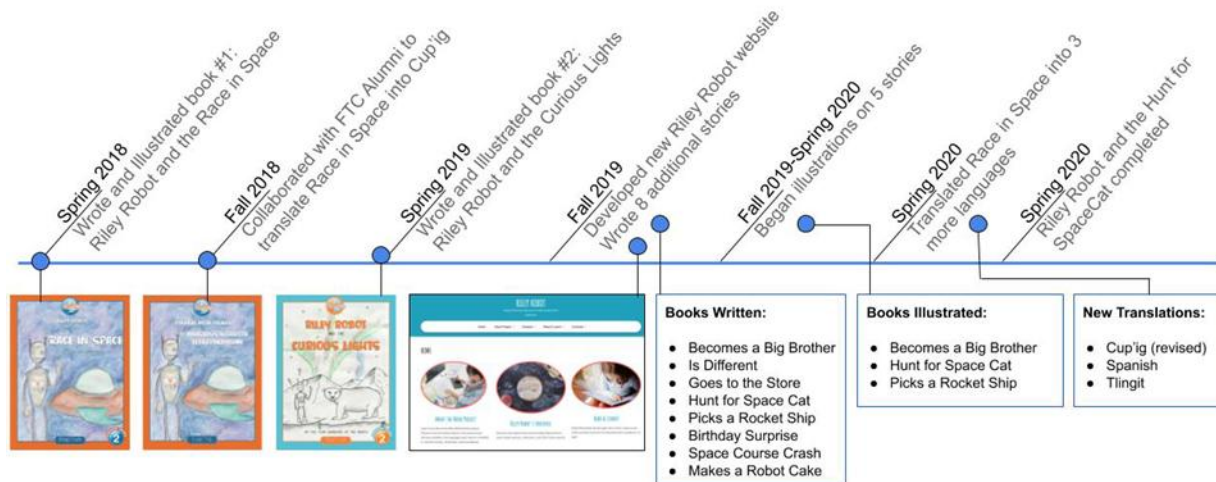 Spring 2018
Wrote and Illustrated book #1:
Riley Robot and the Race in Space
Fall 2018
Collaborated with FTC Alumni to
translate Race in Space into Cup'ig
Spring 2019
Wrote and Illustrated book #2:
Riley Robot and the Curious Lights
Fall 2019
Developed new Riley Robot website
Wrote 8 additional stories
Fall 2019-Spring 2020
Began illustrations on 5 stories
Spring 2020
Translated Race in Space into 3
more languages
Spring 2020
Riley Robot and the Hunt for
SpaceCat completed
RACE IN SPACE
2
RILEY ROBOT
AND THE
CURIOUS LIGHTS
2
RILEY ROBOT
Books Written:
● Becomes a Big Brother
● Is Different
● Goes to the Store
● Hunt for Space Cat
● Picks a Rocket Ship
● Birthday Surprise
● Space Course Crash
● Makes a Robot Cake
Books Illustrated:
● Becomes a Big Brother
● Hunt for Space Cat
● Picks a Rocket Ship
New Translations:
● Cup'ig (revised)
● Spanish
● Tlingit